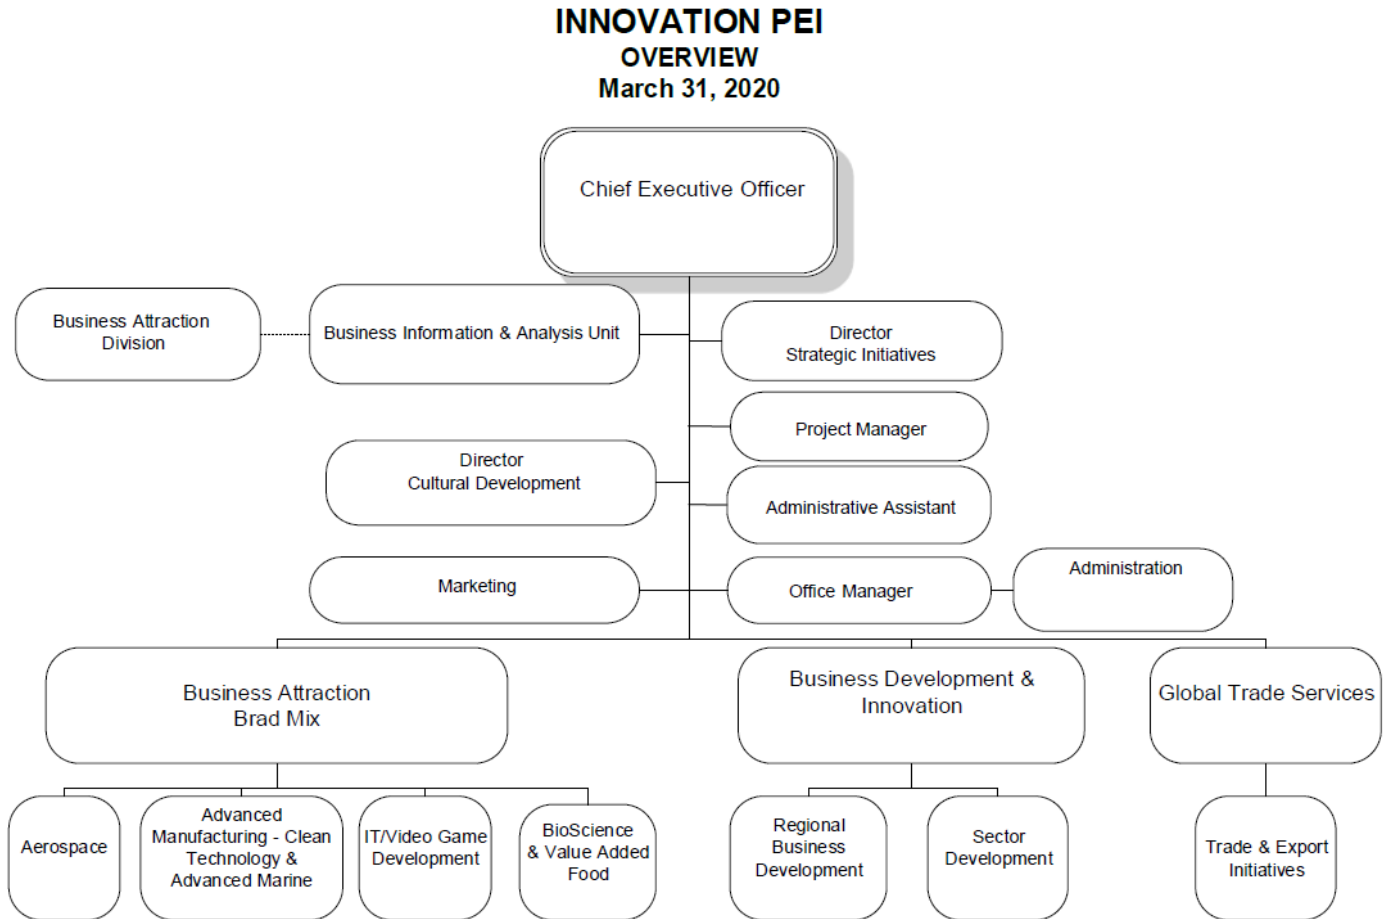 INNOVATION PEI
OVERVIEW
March 31, 2020
Chief Executive Officer
Business Attraction
Division
Business Information & Analysis Unit
Director
Strategic Initiatives
Project Manager
Director
Cultural Development
Administrative Assistant
Marketing
Office Manager
Administration
Business Attraction
Brad Mix
Business Development &
Innovation
Global Trade Services
Aerospace
Advanced
Manufacturing - Clean
Technology &
Advanced Marine
IT/Video Game
Development
BioScience
& Value Added
Food
Regional
Business
Development
Sector
Development
Trade & Export
Initiatives